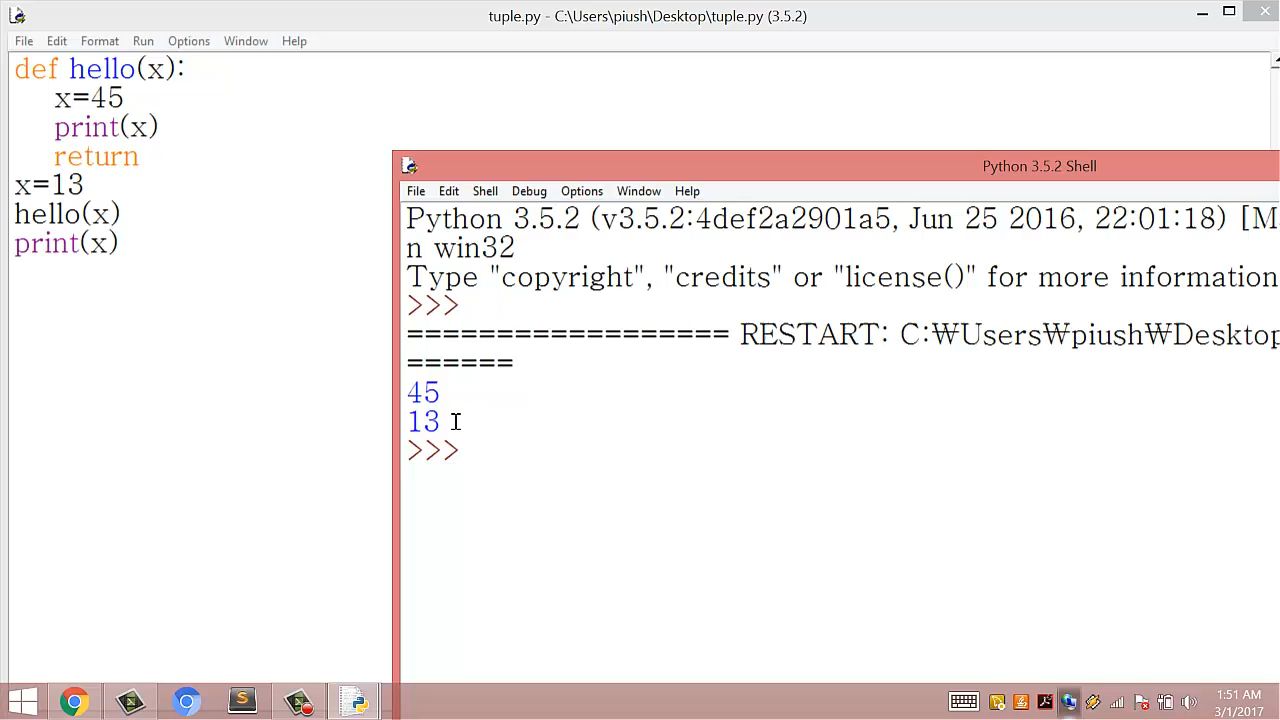 tuple.py - C:\Users\piush\Desktop\tuple.py (3.5.2)
File Edit Format Run Options Window Help
def hello(x):
x=45
print(x)
return
x=13
hello(x)
print(x)
Python 3.5.2 Shell
File Edit Shell Debug Options Window Help
Python 3.5.2 (v3.5.2:4def2a2901a5, Jun 25 2016, 22:01:18) [M
n win32
Type "copyright", "credits" or "license()" for more information
>>>
================== RESTART: C:₩Users₩piush₩Desktop
======
45
13
>>>
1:51 AM
3/1/2017